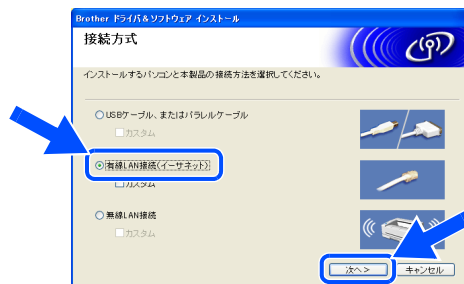 Brother ドライバ&ソフトウェア インストール
接続方式
インストールするパソコンと本製品の接続方法を選択してください。
USBケーブル、またはパラレルケーブル
カスタム
有線LAN接続(イーサネット)
カスタム
無線LAN接続
カスタム
次へ >
キャンセル